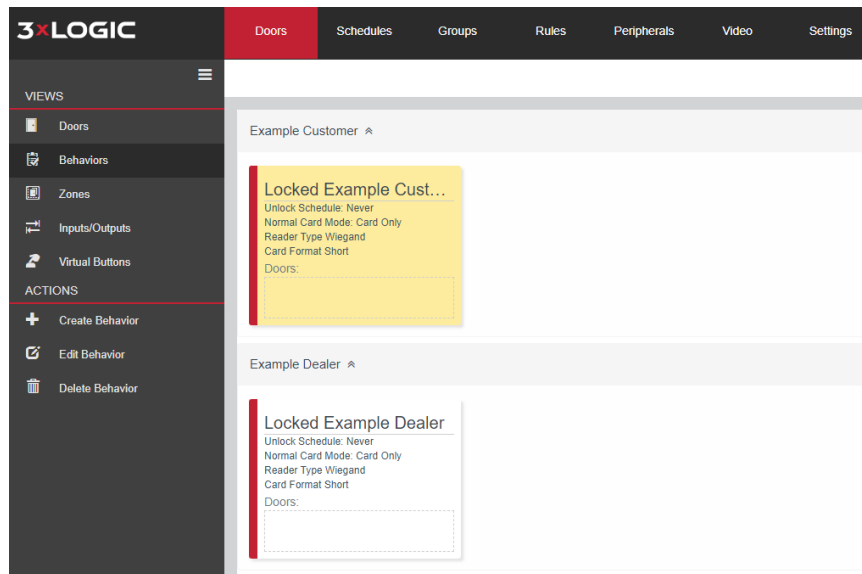 3xLOGIC
Doors Schedules Groups Rules Peripherals Video Settings
VIEWS
Doors
Behaviors
Zones
Inputs/Outputs
Virtual Buttons
ACTIONS
Create Behavior
Edit Behavior
Delete Behavior
Example Customer
Locked Example Cust...
Unlock Schedule: Never
Normal Card Mode: Card Only
Reader Type Wiegand
Card Format Short
Doors:
Example Dealer
Locked Example Dealer
Unlock Schedule: Never
Normal Card Mode: Card Only
Reader Type Wiegand
Card Format Short
Doors: